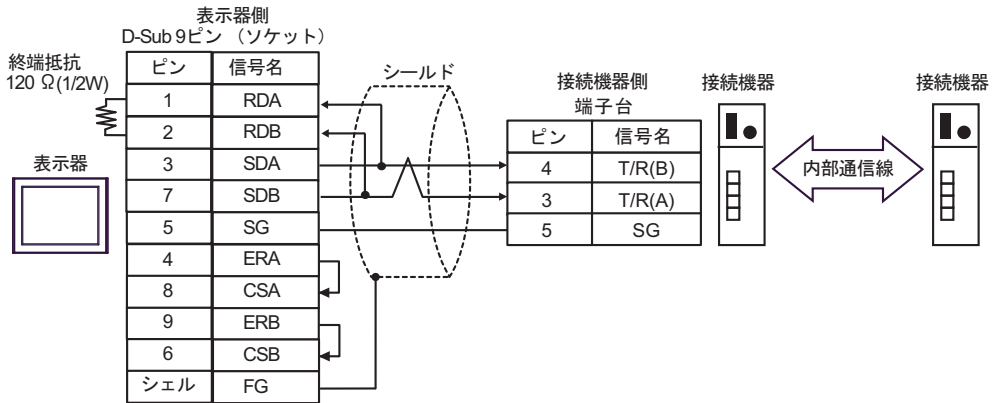 表示器側
D-Sub 9ピン （ソケット）
終端抵抗
120 Ω(1/2W)
表示器
ピン 信号名
1 RDA
2 RDB
3 SDA
7 SDB
5 SG
4 ERA
8 CSA
9 ERB
6 CSB
シェル FG
シールド
接続機器側
端子台
ピン 信号名
4 T/R(B)
3 T/R(A)
5 SG
接続機器
内部通信線
接続機器